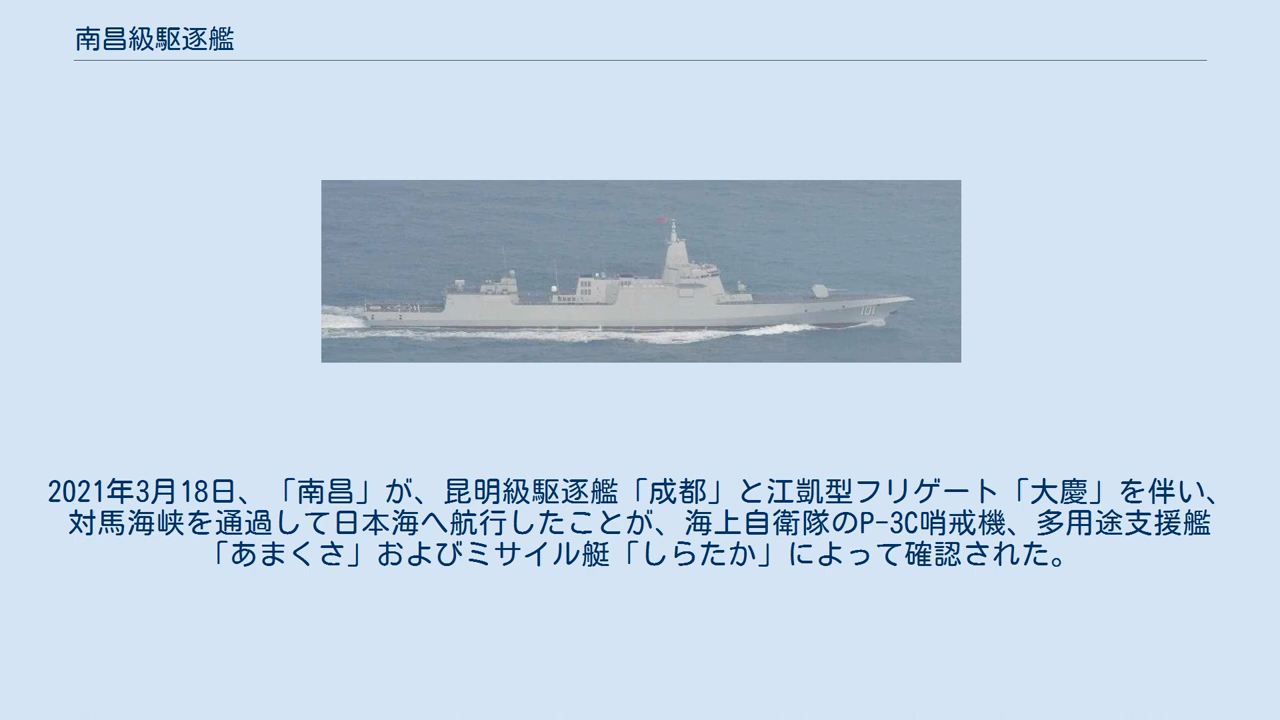 南昌級駆逐艦
101
2021年3月18日、「南昌」が、昆明級駆逐艦「成都」と江凱型フリゲート「大慶」を伴い、
対馬海峡を通過して日本海へ航行したことが、海上自衛隊のP-3C哨戒機、多用途支援艦
「あまくさ」およびミサイル艇「しらたか」によって確認された。